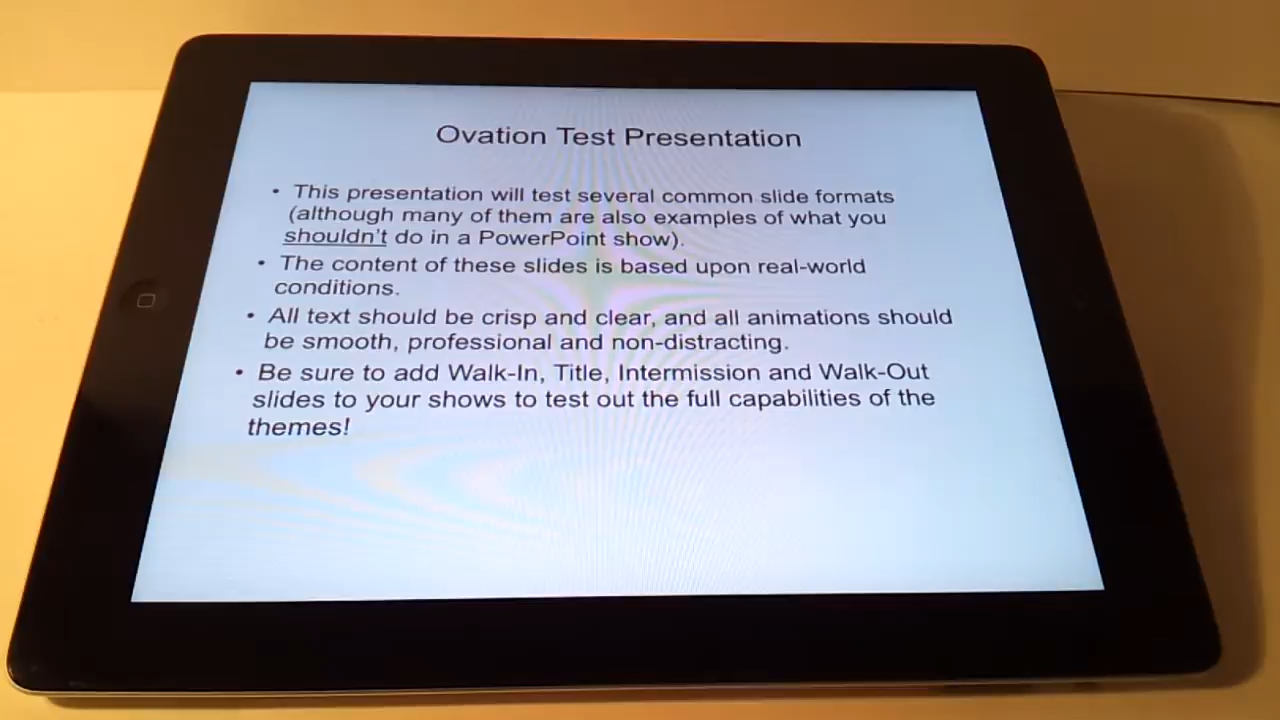 Ovation Test Presentation
• This presentation will test several common slide formats
(although many of them are also examples of what you
shouldn't do in a PowerPoint show).
• The content of these slides is based upon real-world
conditions.
• All text should be crisp and clear, and all animations should
be smooth, professional and non-distracting.
• Be sure to add Walk-In, Title, Intermission and Walk-Out
slides to your shows to test out the full capabilities of the
themes!